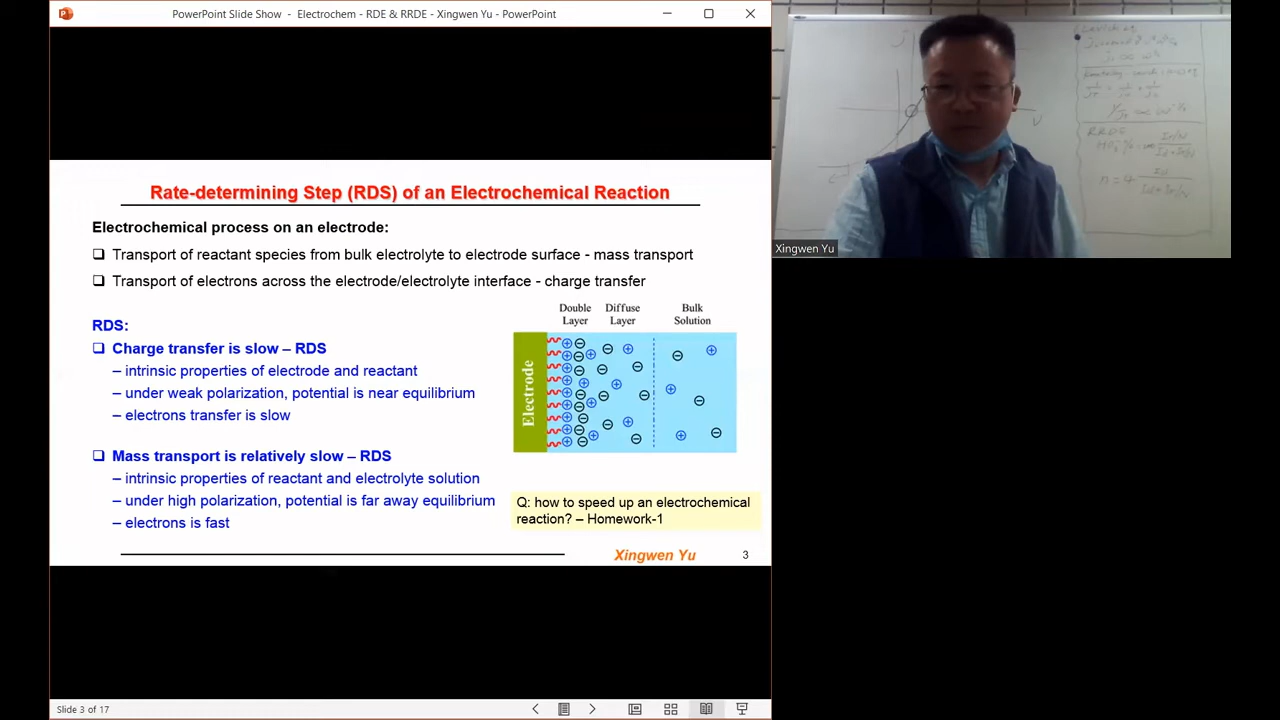 PowerPoint Slide Show - Electrochem - RDE & RRDE - Xingwen Yu - PowerPoint
Rate-determining Step (RDS) of an Electrochemical Reaction
Electrochemical process on an electrode:
Transport of reactant species from bulk electrolyte to electrode surface - mass transport
Transport of electrons across the electrode/electrolyte interface - charge transfer
RDS:
Charge transfer is slow – RDS
– intrinsic properties of electrode and reactant
– under weak polarization, potential is near equilibrium
– electrons transfer is slow
Mass transport is relatively slow – RDS
– intrinsic properties of reactant and electrolyte solution
– under high polarization, potential is far away equilibrium
– electrons is fast
Double Layer
Diffuse Layer
Bulk Solution
Electrode
Q: how to speed up an electrochemical
reaction? – Homework-1
Xingwen Yu
3
Slide 3 of 17
RRDE
Xingwen Yu